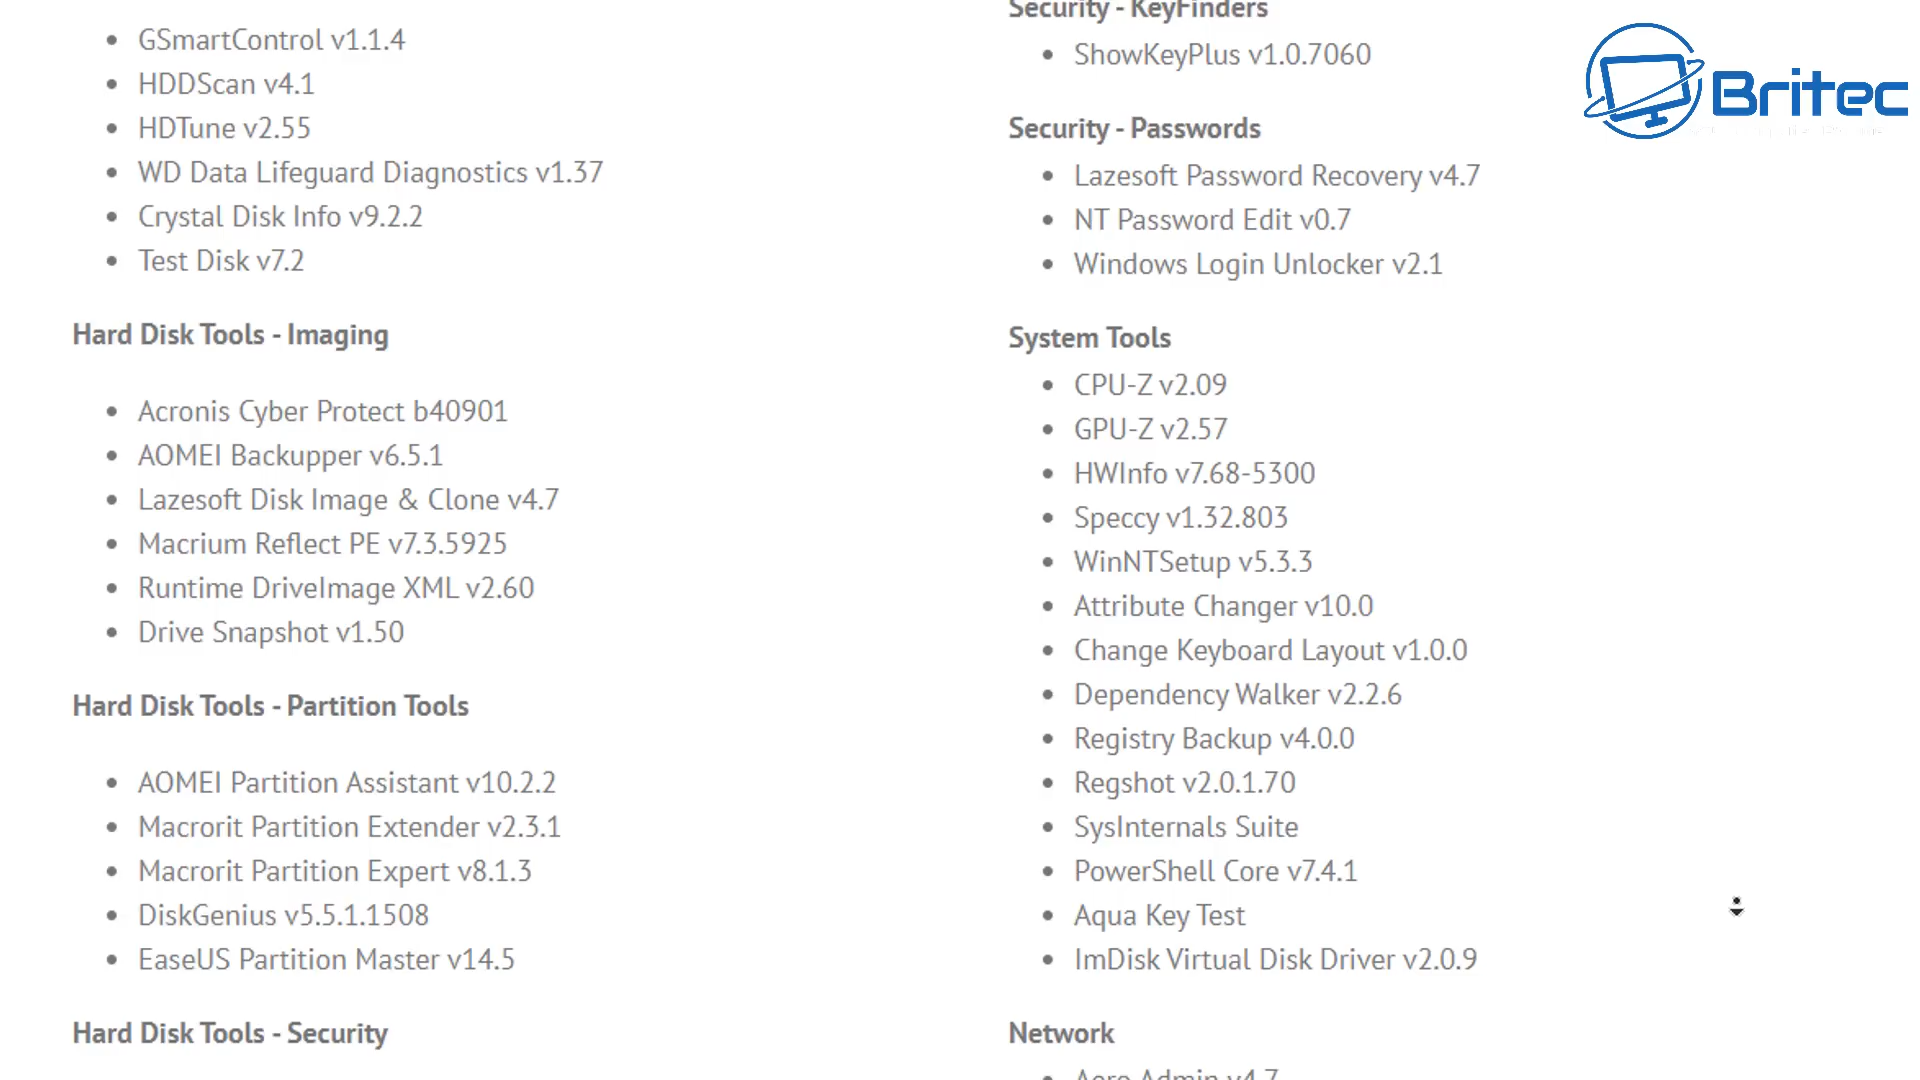 GSmartControl v1.1.4
HDDScan v4.1
HDTune v2.55
WD Data Lifeguard Diagnostics v1.37
Crystal Disk Info v9.2.2
Test Disk v7.2
Hard Disk Tools - Imaging
Acronis Cyber Protect b40901
AOMEI Backupper v6.5.1
Lazesoft Disk Image & Clone v4.7
Macrium Reflect PE v7.3.5925
Runtime DriveImage XML v2.60
Drive Snapshot v1.50
Hard Disk Tools - Partition Tools
AOMEI Partition Assistant v10.2.2
Macrorit Partition Extender v2.3.1
Macrorit Partition Expert v8.1.3
DiskGenius v5.5.1.1508
EaseUS Partition Master v14.5
Hard Disk Tools - Security
Security - KeyFinders
ShowKeyPlus v1.0.7060
Security - Passwords
Lazesoft Password Recovery v4.7
NT Password Edit v0.7
Windows Login Unlocker v2.1
System Tools
CPU-Z v2.09
GPU-Z v2.57
HWInfo v7.68-5300
Speccy v1.32.803
WinNTSetup v5.3.3
Attribute Changer v10.0
Change Keyboard Layout v1.0.0
Dependency Walker v2.2.6
Registry Backup v4.0.0
Regshot v2.0.1.70
SysInternals Suite
PowerShell Core v7.4.1
Aqua Key Test
ImDisk Virtual Disk Driver v2.0.9
Network
Aero Admin v4.7
Britec